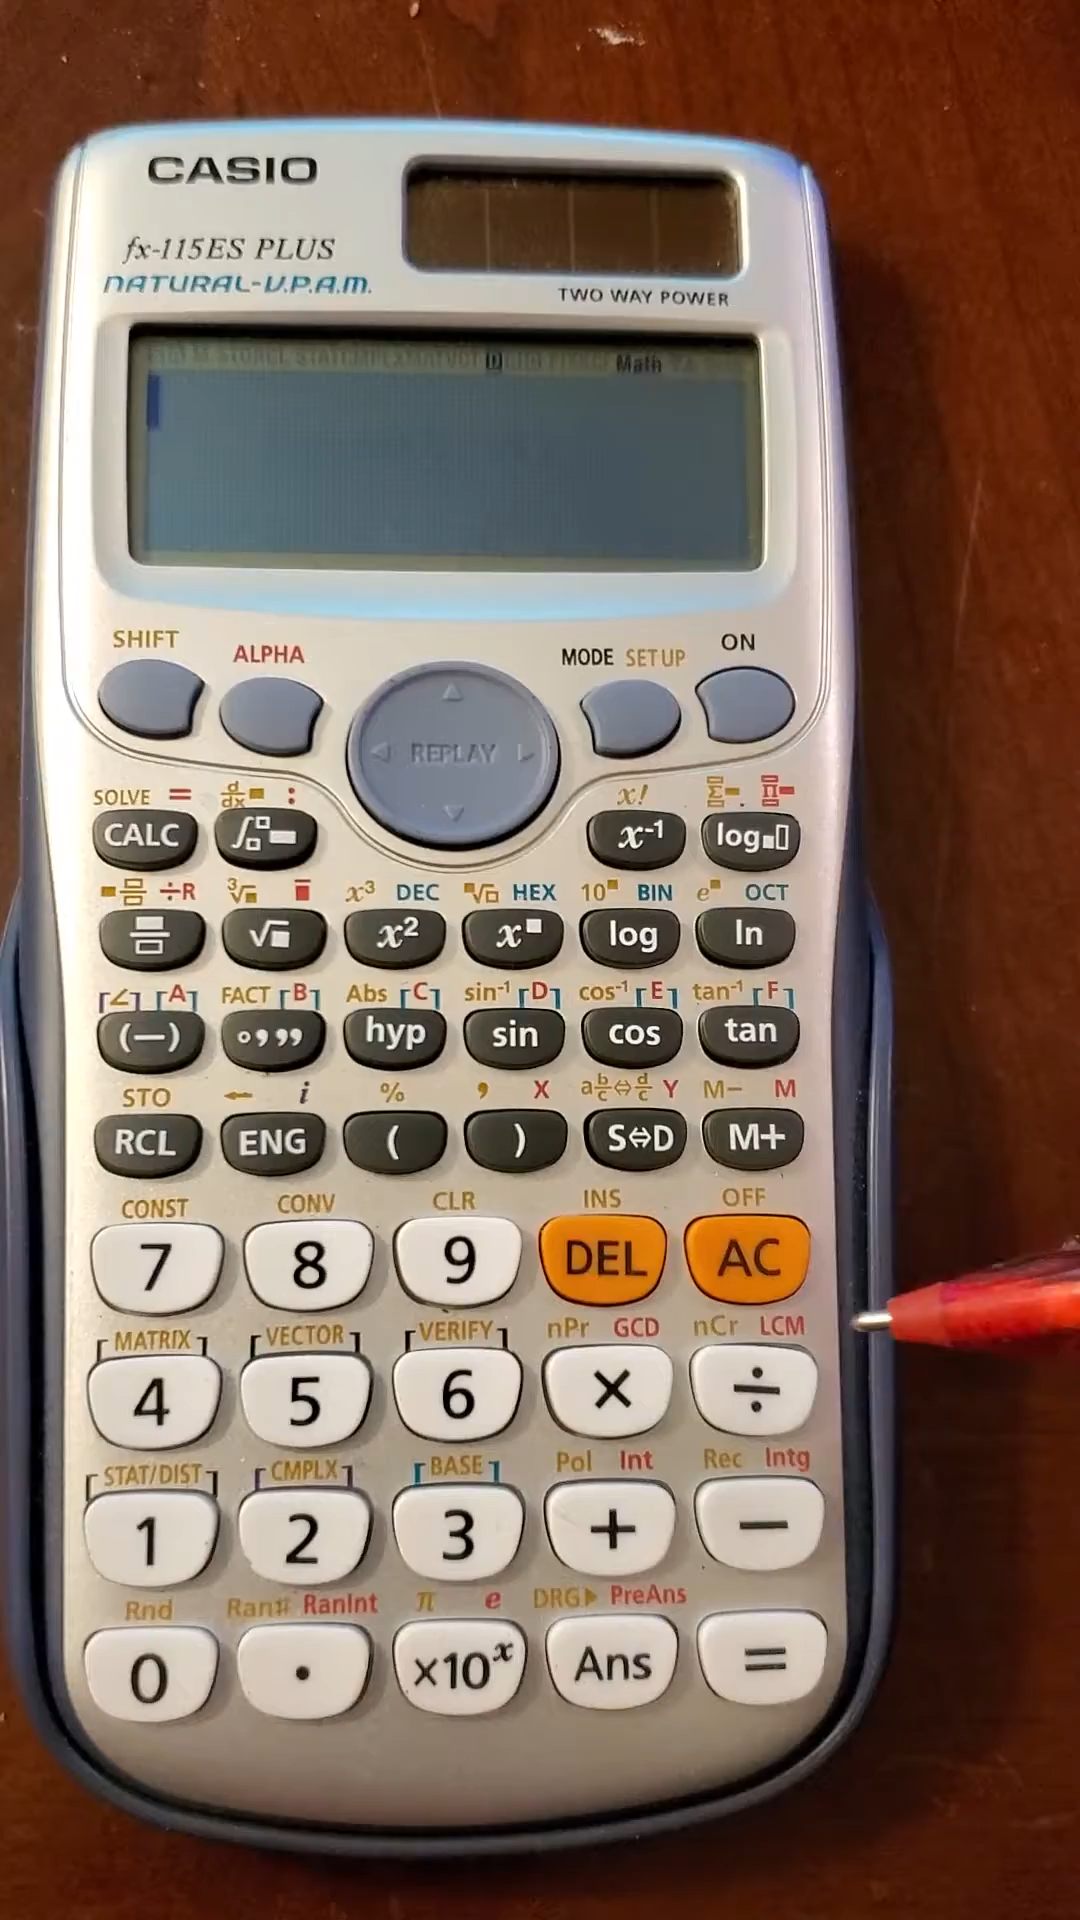 CASIO
fx-115ES PLUS
NATURAL-V.P.A.M.
TWO WAY POWER
D Math
SHIFT ALPHA MODE SETUP ON
REPLAY
SOLVE = d/dx■ : x! Σ Π
CALC ∫ x⁻¹ log■□
÷R ³√■ x³ DEC ■√□ HEX 10■ BIN e■ OCT
√■ x² x■ log ln
∠ A FACT B Abs C sin⁻¹ D cos⁻¹ E tan⁻¹ F
(—) °,,, hyp sin cos tan
STO ← i % , X a b/c⇔d/c Y M− M
RCL ENG ( ) S⇔D M+
CONST CONV CLR INS OFF
7 8 9 DEL AC
MATRIX VECTOR VERIFY nPr GCD nCr LCM
4 5 6 × ÷
STAT/DIST CMPLX BASE Pol Int Rec Intg
1 2 3 + −
Rnd Ran# RanInt π e DRG▶ PreAns
0 • ×10ˣ Ans =